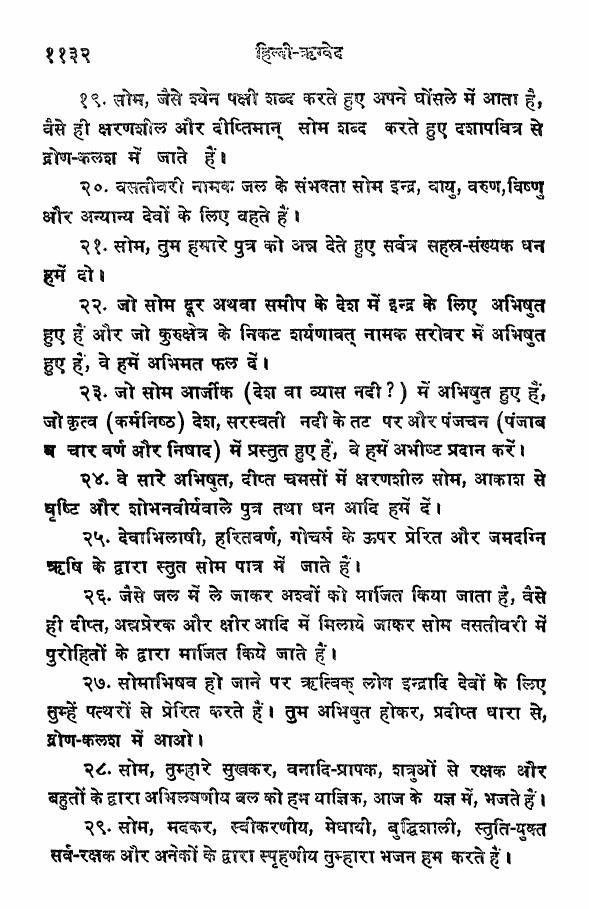 ११३२ हिन्दी-ऋग्वेद
१९. सोम, जैसे श्येन पक्षी शब्द करते हुए अपने घोंसले में आता है,
वैसे ही क्षरणशील और दीप्तिमान् सोम शब्द करते हुए दशापवित्र से
द्रोण-कलश में जाते हैं।
२०. वसतीवरी नामक जल के संभक्ता सोम इन्द्र, वायु, वरुण,विष्णु
और अन्यान्य देवों के लिए बहते हैं।
२१. सोम, तुम हमारे पुत्र को अन्न देते हुए सर्वत्र सहस्र-संख्यक धन
हमें दो।
२२. जो सोम दूर अथवा समीप के देश में इन्द्र के लिए अभिषुत
हुए हैं और जो कुरुक्षेत्र के निकट शर्यणावत् नामक सरोवर में अभिषुत
हुए हैं, वे हमें अभिमत फल दें।
२३. जो सोम आर्जीक (देश वा व्यास नदी?) में अभिषुत हुए हैं,
जो कृत्व (कर्मनिष्ठ) देश, सरस्वती नदी के तट पर और पंजचन (पंजाब
व चार वर्ण और निषाद) में प्रस्तुत हुए हैं, वे हमें अभीष्ट प्रदान करें।
२४. वे सारे अभिषुत, दीप्त चमसों में क्षरणशील सोम, आकाश से
वृष्टि और शोभनवीर्यवाले पुत्र तथा धन आदि हमें दें।
२५. देवाभिलाषी, हरितवर्ण, गोचर्म के ऊपर प्रेरित और जमदग्नि
ऋषि के द्वारा स्तुत सोम पात्र में जाते हैं।
२६. जैसे जल में ले जाकर अश्वों को मार्जित किया जाता है, वैसे
ही दीप्त, अन्नप्रेरक और क्षीर आदि में मिलाये जाकर सोम वसतीवरी में
पुरोहितों के द्वारा मार्जित किये जाते हैं।
२७. सोमाभिषव हो जाने पर ऋत्विक् लोग इन्द्रादि देवों के लिए
तुम्हें पत्थरों से प्रेरित करते हैं। तुम अभिषुत होकर, प्रदीप्त धारा से,
द्रोण-कलश में आओ।
२८. सोम, तुम्हारे सुखकर, वनादि-प्रापक, शत्रुओं से रक्षक और
बहुतों के द्वारा अभिलषणीय बल को हम याज्ञिक, आज के यज्ञ में, भजते हैं।
२९. सोम, मदकर, स्वीकरणीय, मेधावी, बुद्धिशाली, स्तुति-युक्त
सर्व-रक्षक और अनेकों के द्वारा स्पृहणीय तुम्हारा भजन हम करते हैं।